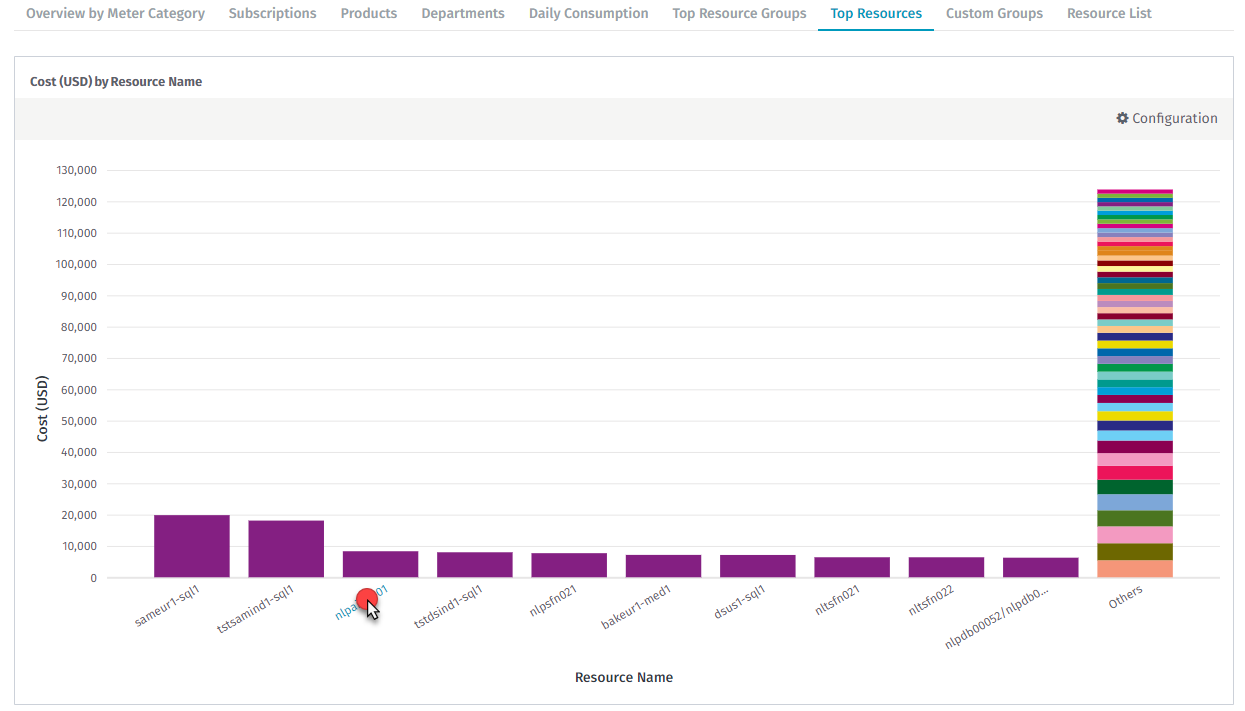 Overview by Meter Category Subscriptions Products Departments Daily Consumption Top Resource Groups Top Resources Custom Groups Resource List
Cost (USD) by Resource Name
Configuration
130,000
120,000
110,000
100,000
90,000
80,000
70,000
60,000
50,000
40,000
30,000
20,000
10,000
0
Cost (USD)
sameur1-sql1
tstsamind1-sql1
tstdsind1-sql1
nlpsfn021
bakeur1-med1
dsus1-sql1
nltsfn021
nltsfn022
nlpdb00052/nlpdb0...
Others
Resource Name